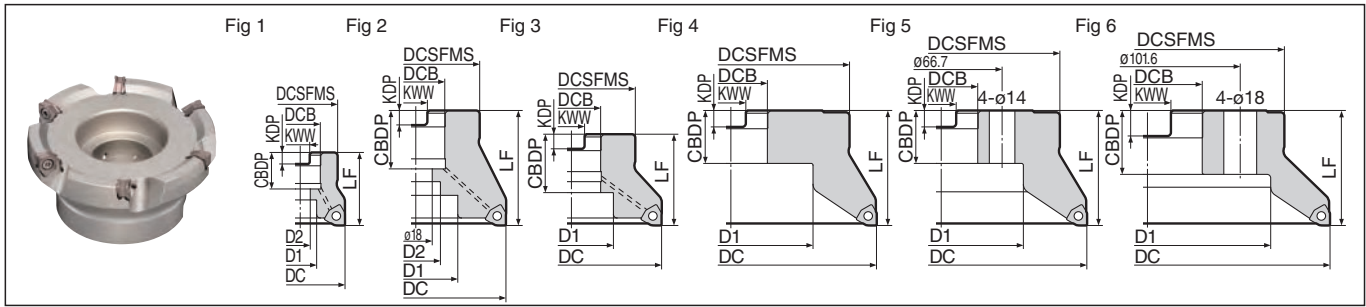 Fig 1
Fig 2
Fig 3
Fig 4
Fig 5
Fig 6
DCSFMS
DCB
KWW
KDP
CBDP
LF
D2
D1
DC
DCSFMS
DCB
KWW
KDP
CBDP
LF
ø18
D2
D1
DC
DCSFMS
DCB
KWW
KDP
CBDP
LF
D1
DC
DCSFMS
DCB
KWW
KDP
CBDP
LF
D1
DC
DCSFMS
ø66.7
DCB
KWW
4-ø14
KDP
CBDP
LF
D1
DC
DCSFMS
ø101.6
DCB
KWW
4-ø18
KDP
CBDP
LF
D1
DC